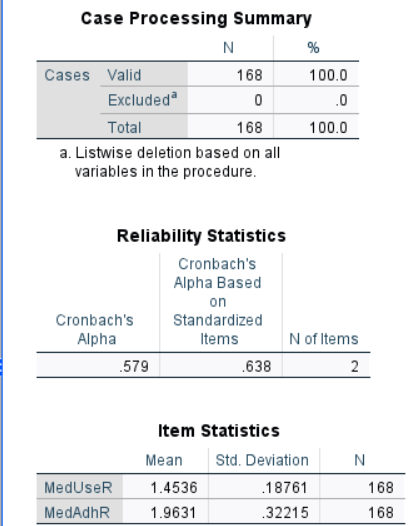 Case Processing Summary
N %
Cases Valid 168 100.0
Excludedᵃ 0 .0
Total 168 100.0
a. Listwise deletion based on all
variables in the procedure.
Reliability Statistics
Cronbach's
Alpha Based
on
Cronbach's Standardized
Alpha Items N of Items
.579 .638 2
Item Statistics
Mean Std. Deviation N
MedUseR 1.4536 .18761 168
MedAdhR 1.9631 .32215 168